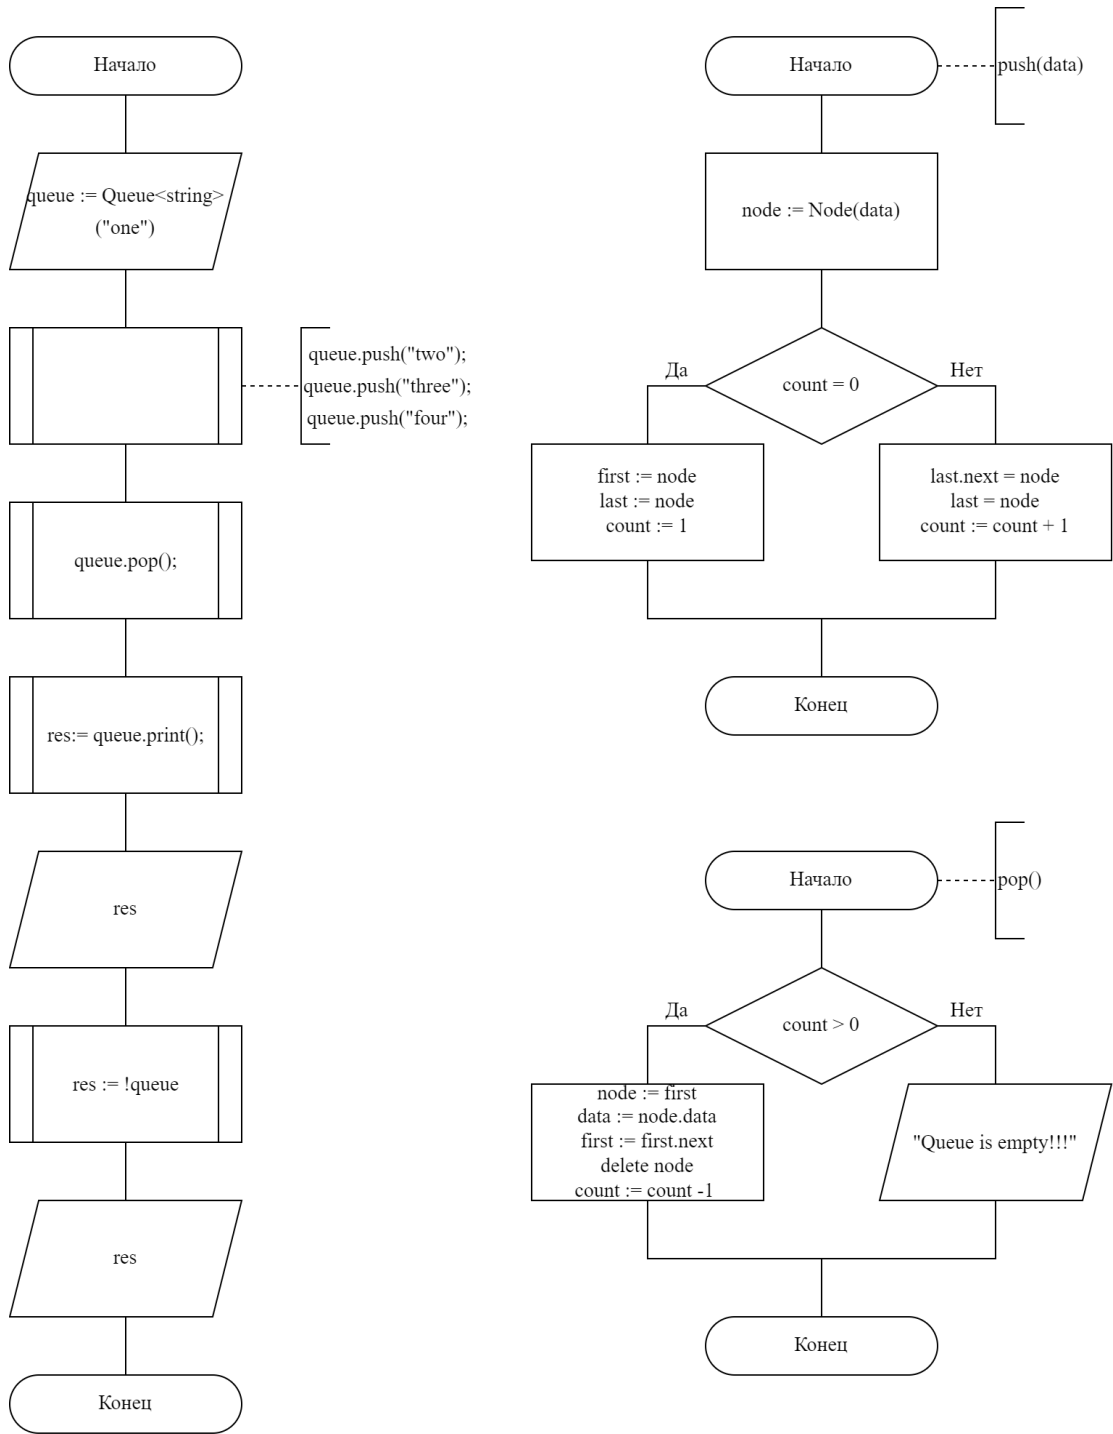 Начало
queue := Queue<string>
("one")
queue.push("two");
queue.push("three");
queue.push("four");
queue.pop();
res:= queue.print();
res
res := !queue
res
Конец
Начало
push(data)
node := Node(data)
count = 0
Да
Нет
first := node
last := node
count := 1
last.next = node
last = node
count := count + 1
Конец
Начало
pop()
count > 0
Да
Нет
node := first
data := node.data
first := first.next
delete node
count := count -1
"Queue is empty!!!"
Конец